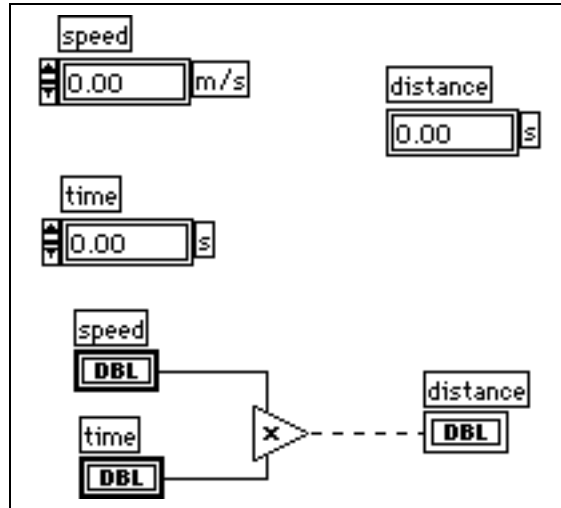 speed
0.00 m/s
distance
0.00 s
time
0.00 s
speed
DBL
distance
DBL
time
x
DBL